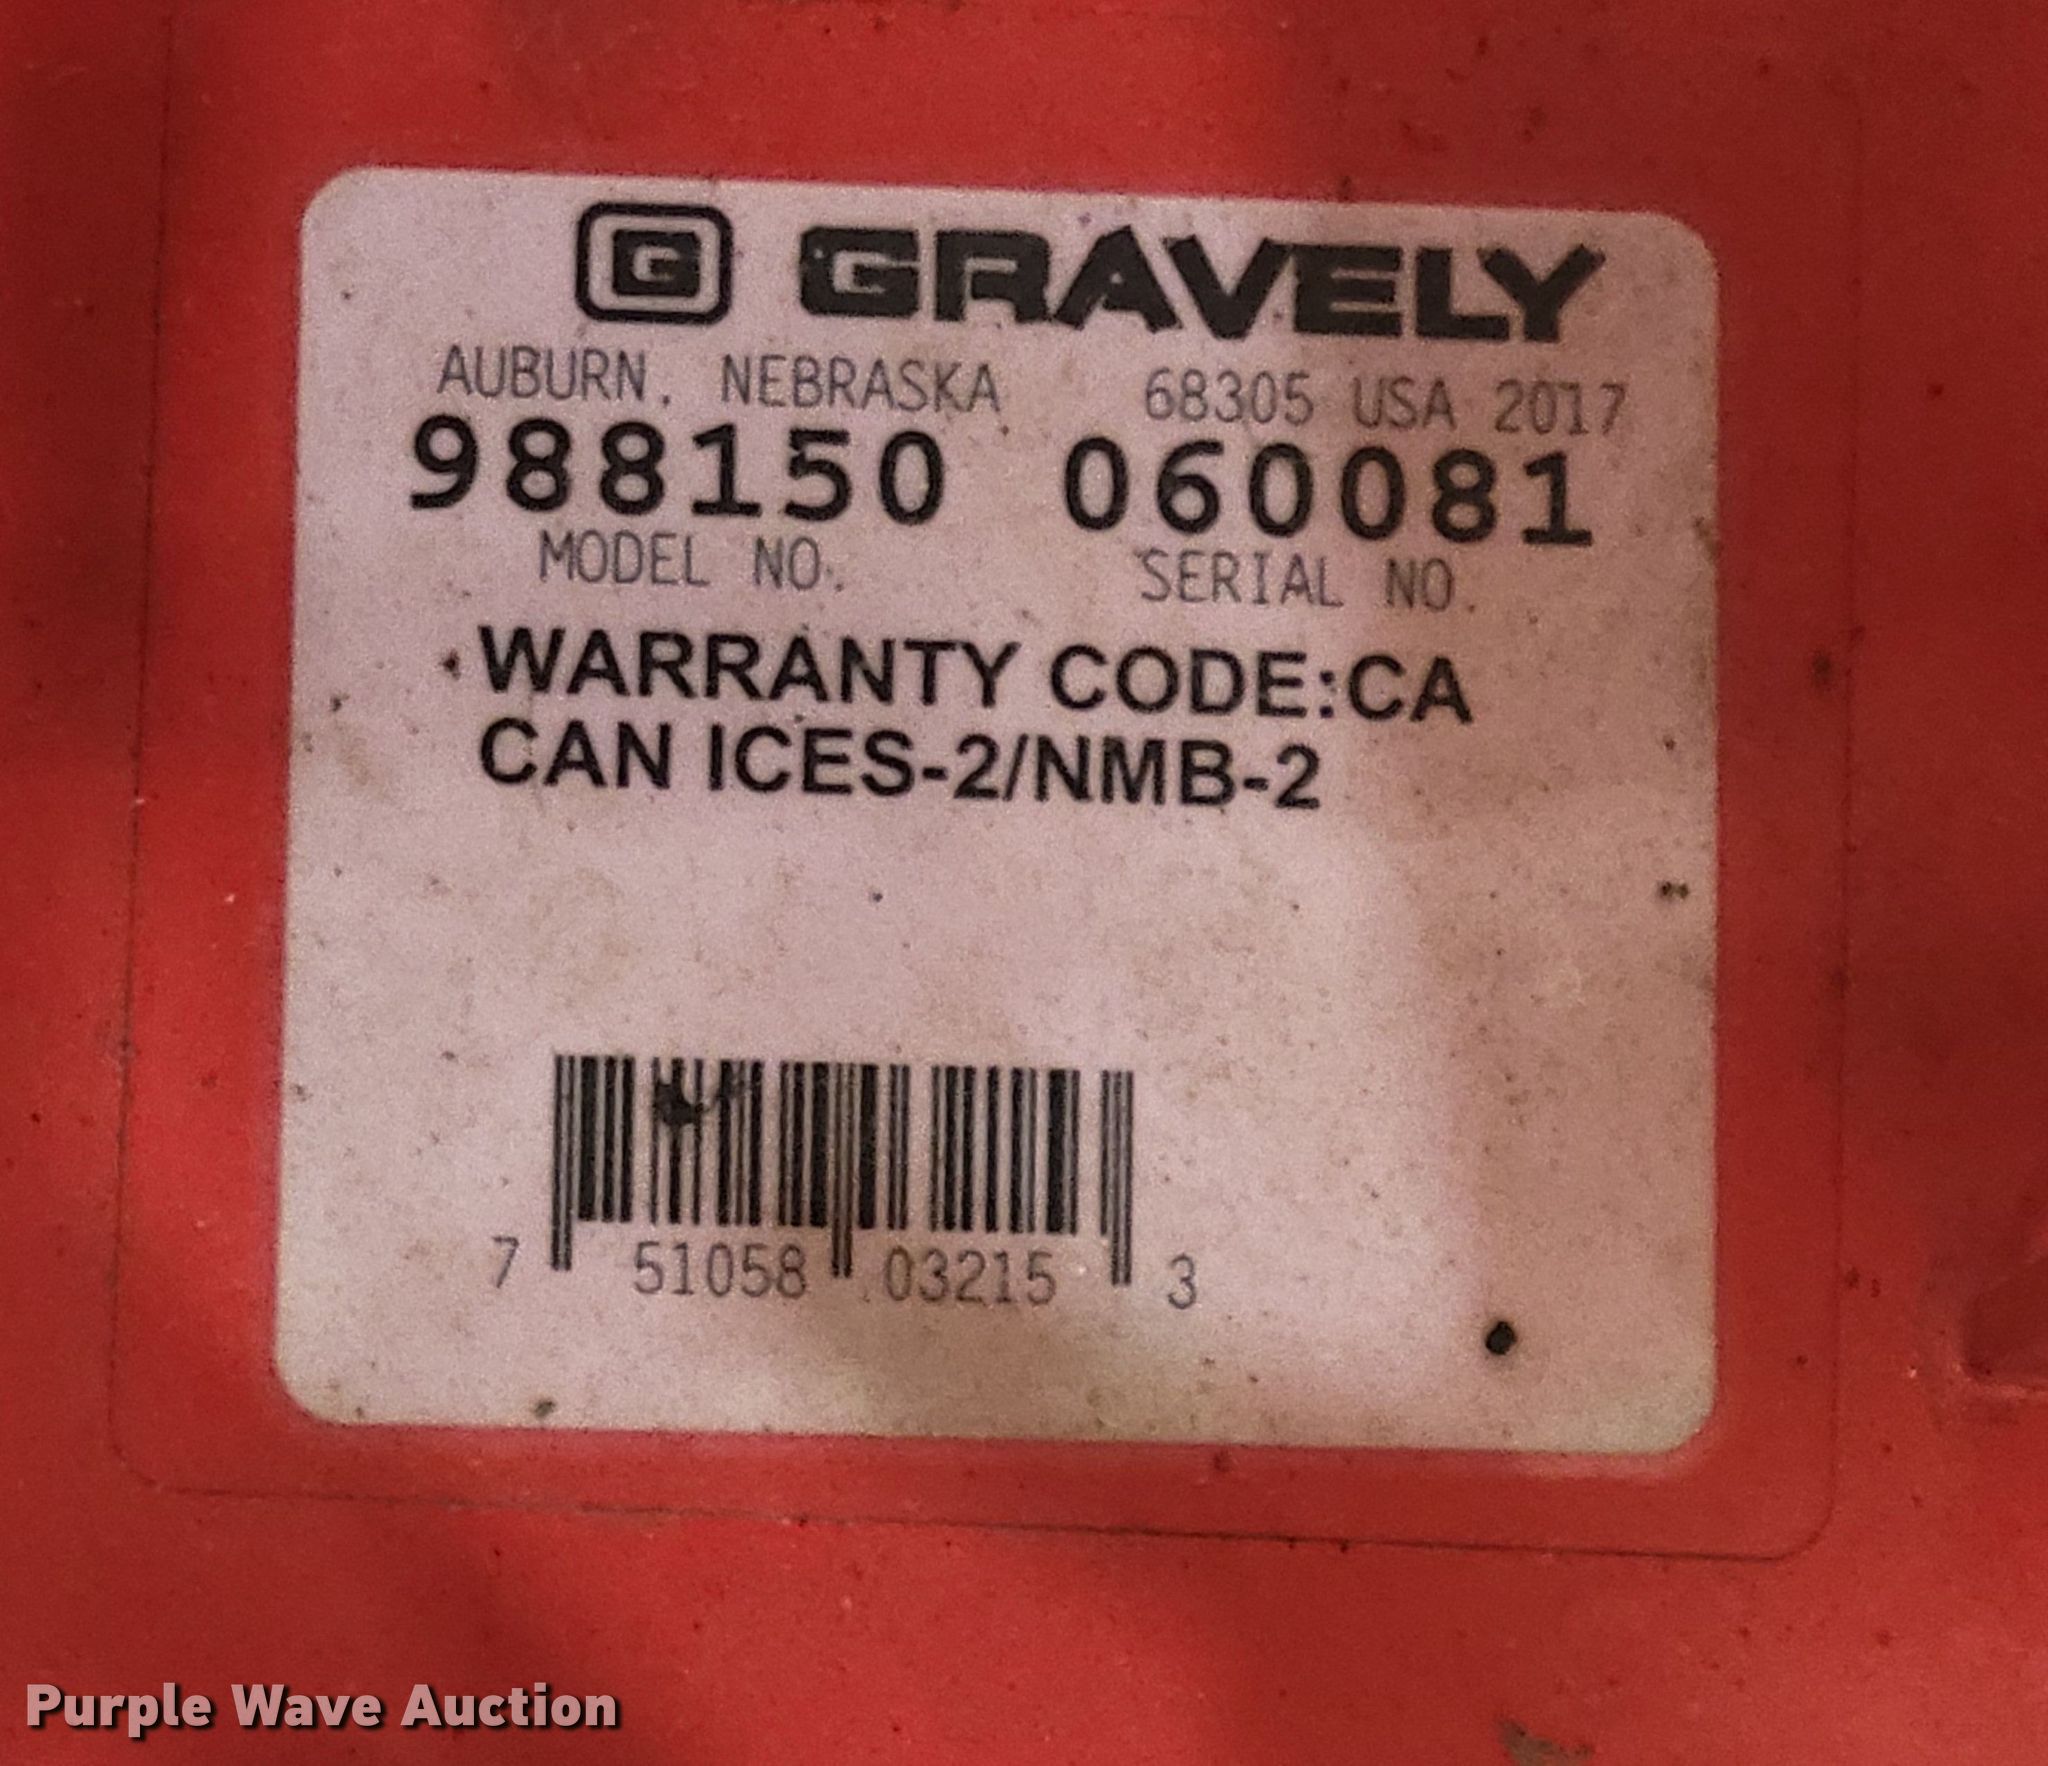 G GRAVELY
AUBURN, NEBRASKA 68305 USA 2017
988150 060081
MODEL NO. SERIAL NO.
WARRANTY CODE:CA
CAN ICES-2/NMB-2
7 51058 03215 3
Purple Wave Auction